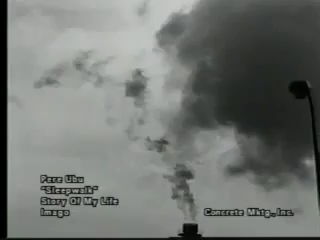 Pere Ubu
"Sleepwalk"
Story Of My Life
Imago
Concrete Mktg., Inc.